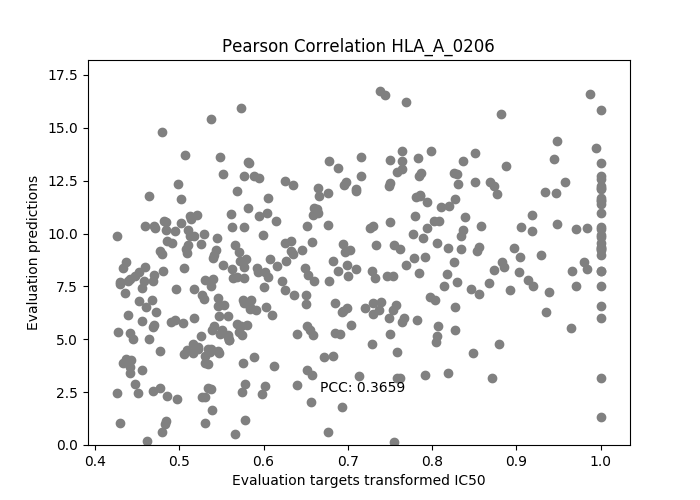 Pearson Correlation HLA_A_0206
17.5
15.0
12.5
10.0
7.5
5.0
2.5
0.0
Evaluation predictions
PCC: 0.3659
0.4 0.5 0.6 0.7 0.8 0.9 1.0
Evaluation targets transformed IC50